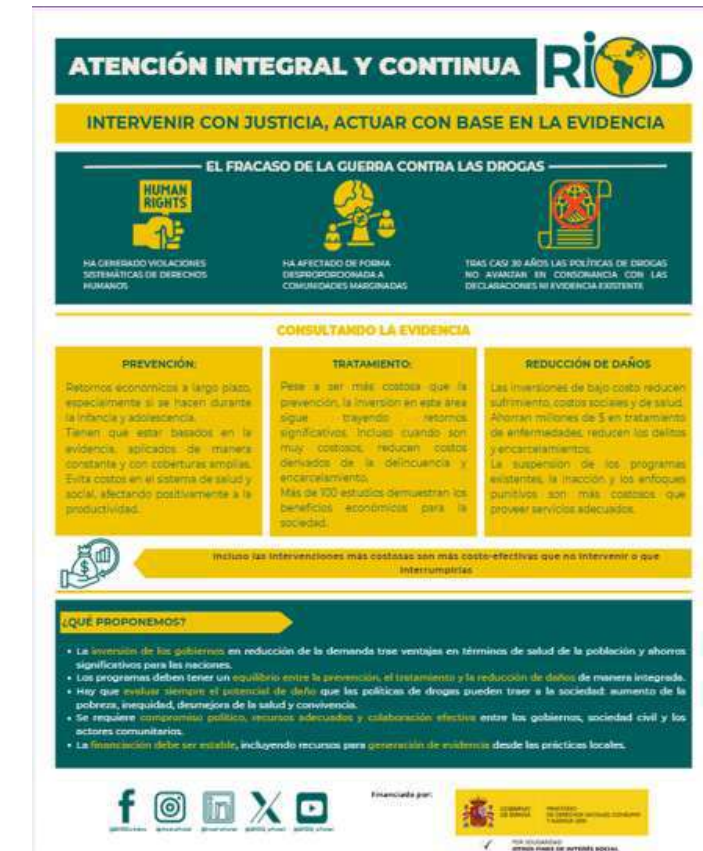 ATENCIÓN INTEGRAL Y CONTINUA
RIOD
INTERVENIR CON JUSTICIA, ACTUAR CON BASE EN LA EVIDENCIA
EL FRACASO DE LA GUERRA CONTRA LAS DROGAS
HUMAN
RIGHTS
HA GENERADO VIOLACIONES
SISTEMÁTICAS DE DERECHOS
HUMANOS
HA AFECTADO DE FORMA
DESPROPORCIONADA A
COMUNIDADES MARGINADAS
TRAS CASI 30 AÑOS LAS POLÍTICAS DE DROGAS
NO AVANZAN EN CONSONANCIA CON LAS
DECLARACIONES NI EVIDENCIA EXISTENTE
CONSULTANDO LA EVIDENCIA
PREVENCIÓN:
Retornos económicos a largo plazo,
especialmente si se hacen durante
la infancia y adolescencia.
Tienen que estar basados en la
evidencia, aplicados de manera
constante y con coberturas amplias.
Evita costos en el sistema de salud y
social, afectando positivamente a la
productividad.
TRATAMIENTO:
Pese a ser más costosa que la
prevención, la inversión en este área
sigue trayendo retornos
significativos. Incluso cuando son
muy costosos, reducen costos
derivados de la delincuencia y
encarcelamiento.
Más de 100 estudios demuestran los
beneficios económicos para la
sociedad.
REDUCCIÓN DE DAÑOS
Las inversiones de bajo costo reducen
sufrimiento, costos sociales y de salud.
Ahorran millones de $ en tratamiento
de enfermedades, reducen los delitos
y encarcelamientos.
La suspensión de los programas
existentes, la inacción y los enfoques
punitivos son más costosos que
proveer servicios adecuados.
Incluso las intervenciones más costosas son más costo-efectivas que no intervenir o que
interrumpirlas
¿QUÉ PROPONEMOS?
• La inversión de los gobiernos en reducción de la demanda trae ventajas en términos de salud de la población y ahorros
significativos para las naciones.
• Los programas deben tener un equilibrio entre la prevención, el tratamiento y la reducción de daños de manera integrada.
• Hay que evaluar siempre el potencial de daño que las políticas de drogas pueden traer a la sociedad: aumento de la
pobreza, inequidad, desmejora de la salud y convivencia.
• Se requiere compromiso político, recursos adecuados y colaboración efectiva entre los gobiernos, sociedad civil y los
actores comunitarios.
• La financiación debe ser estable, incluyendo recursos para generación de evidencia desde las prácticas locales.
Financiado por:
GOBIERNO
DE ESPAÑA
MINISTERIO
DE DERECHOS SOCIALES, CONSUMO
Y AGENDA 2030
POR SOLIDARIDAD
OTROS FINES DE INTERÉS SOCIAL